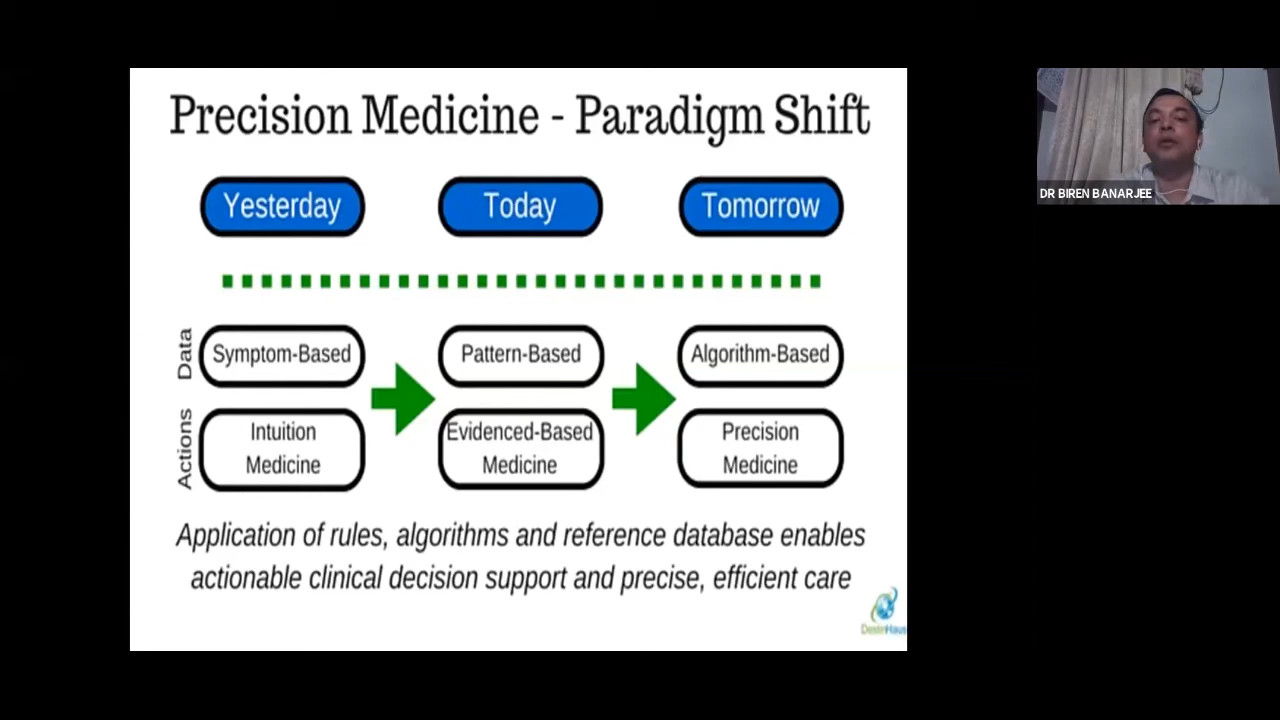 Precision Medicine - Paradigm Shift
Yesterday
Today
Tomorrow
Data
Symptom-Based
Pattern-Based
Algorithm-Based
Actions
Intuition
Medicine
Evidenced-Based
Medicine
Precision
Medicine
Application of rules, algorithms and reference database enables
actionable clinical decision support and precise, efficient care
DR BIREN BANARJEE